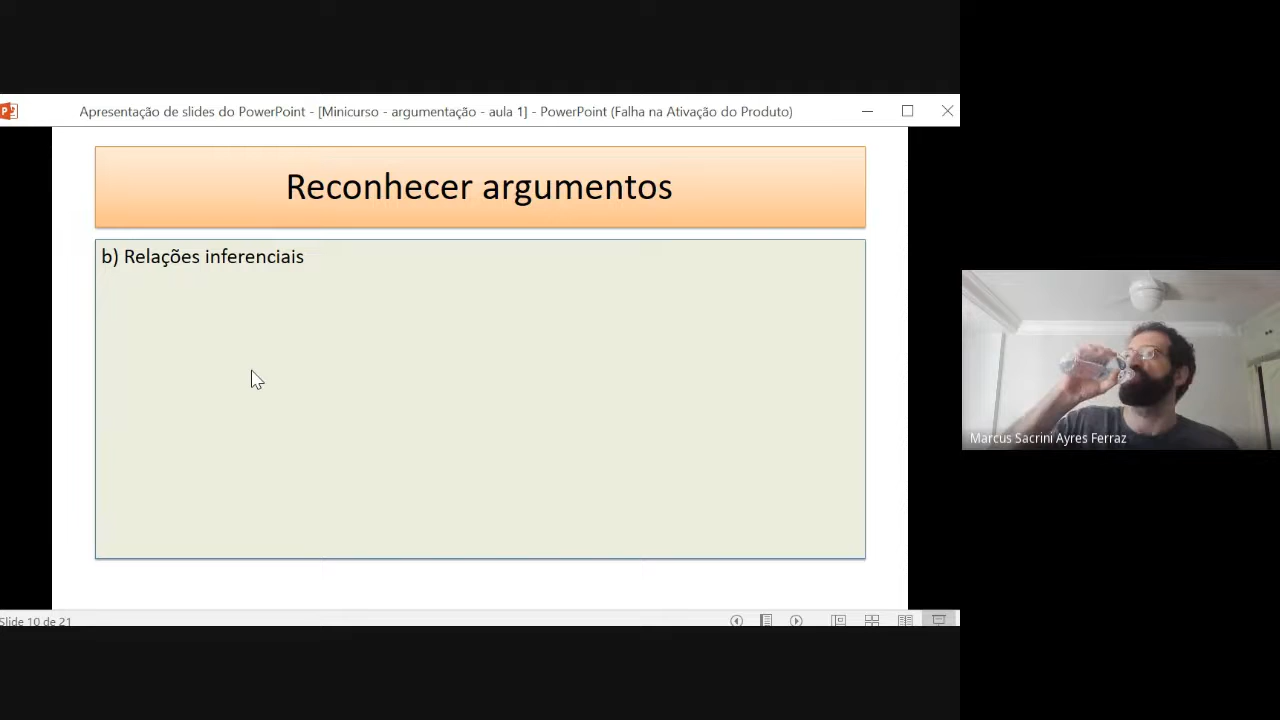 Apresentação de slides do PowerPoint - [Minicurso - argumentação - aula 1] - PowerPoint (Falha na Ativação do Produto)
Reconhecer argumentos
b) Relações inferenciais
Marcus Sacrini Ayres Ferraz
Slide 10 de 21